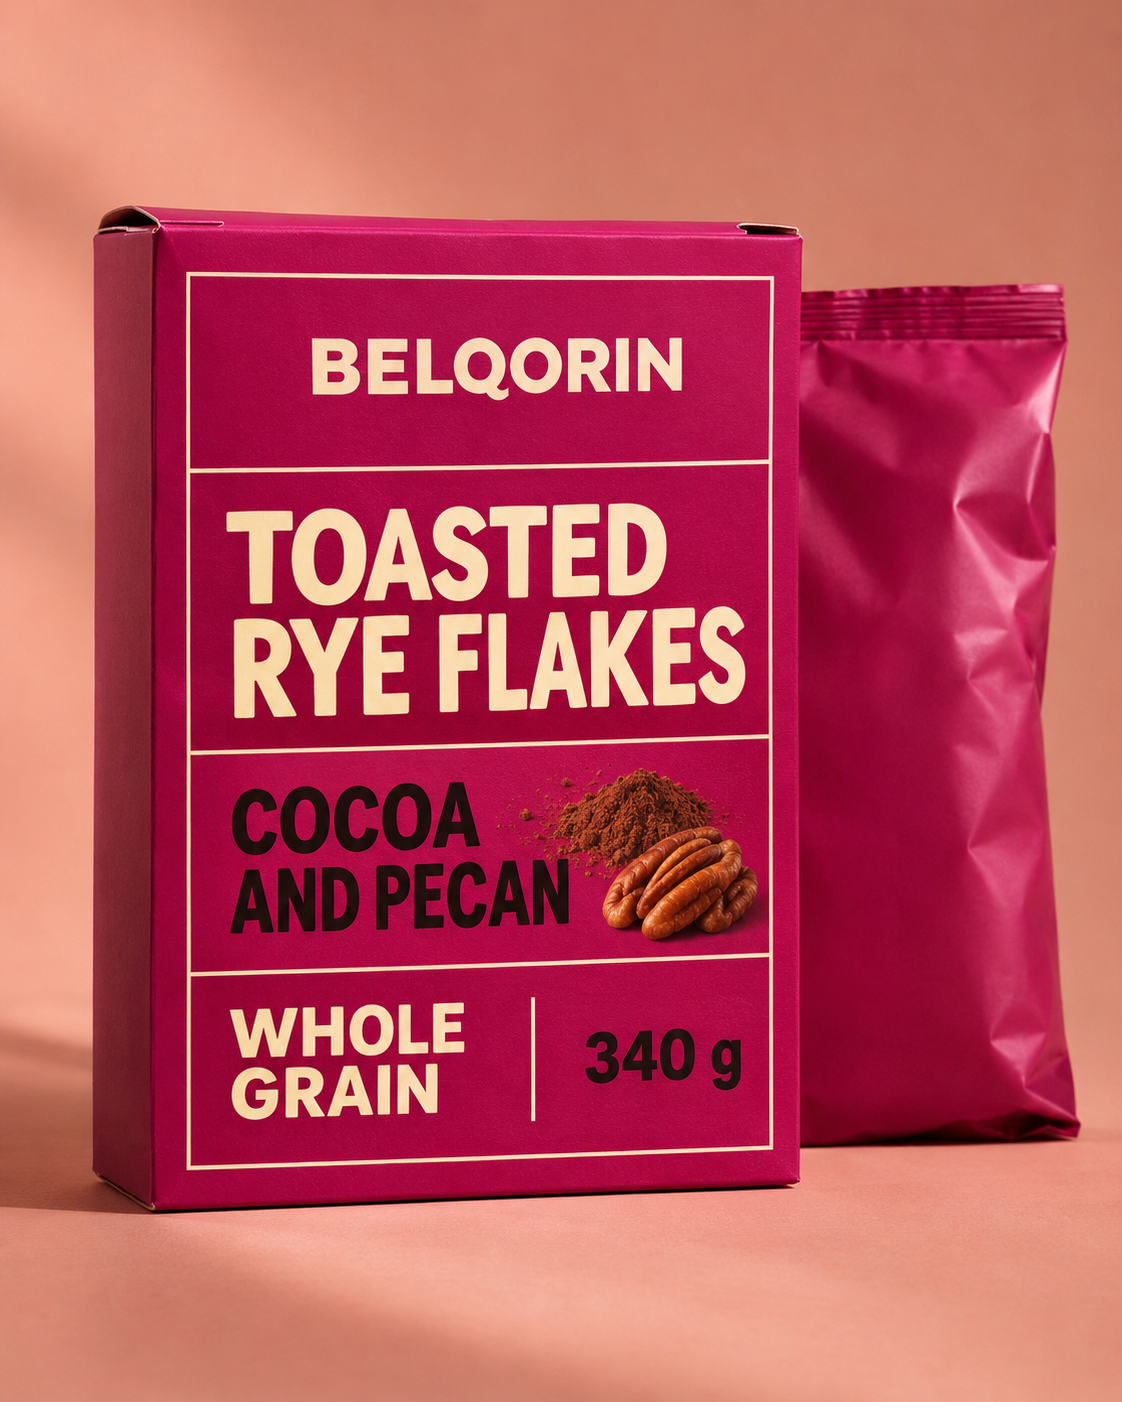 BELQORIN
TOASTED
RYE FLAKES
COCOA
AND PECAN
WHOLE
GRAIN
340 g